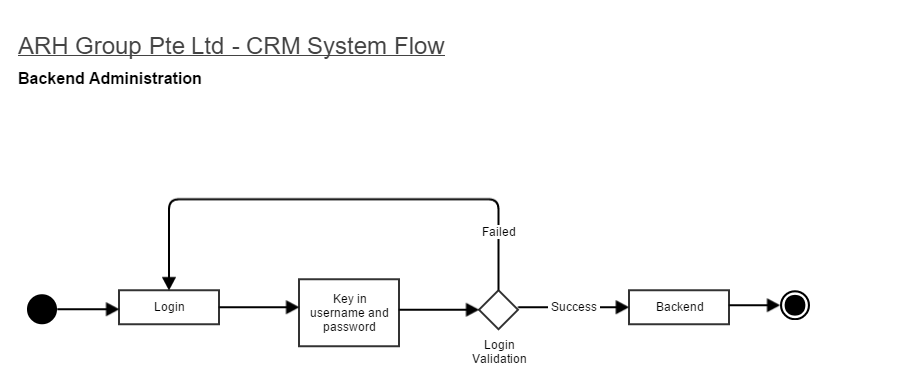 ARH Group Pte Ltd - CRM System Flow
Backend Administration
Failed
Login
Key in
username and
password
Success
Backend
Login
Validation